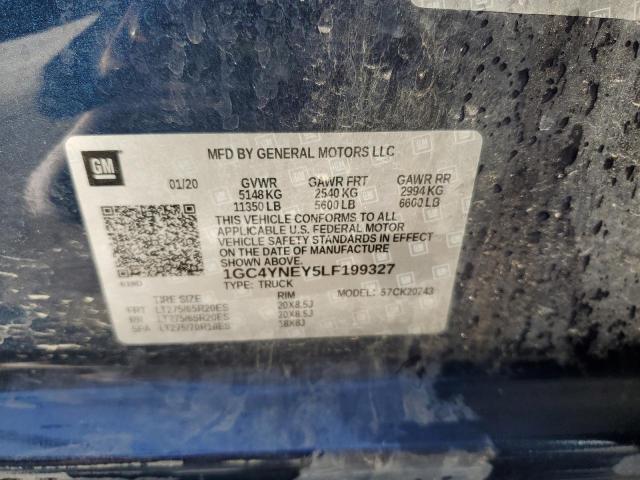 GM
MFD BY GENERAL MOTORS LLC
01/20 GVWR GAWR FRT GAWR RR
5148 KG 2540 KG 2994 KG
11350 LB 5600 LB 6600 LB
THIS VEHICLE CONFORMS TO ALL
APPLICABLE U.S. FEDERAL MOTOR
VEHICLE SAFETY STANDARDS IN EFFECT
ON THE DATE OF MANUFACTURE
SHOWN ABOVE.
1GC4YNEY5LF199327
TYPE: TRUCK
TIRE SIZE RIM MODEL: 57CK20743
FRT LT275/65R20ES 20X8.5J
RR LT275/65R20ES 20X8.5J
SPA LT275/70R18ES 18X8J